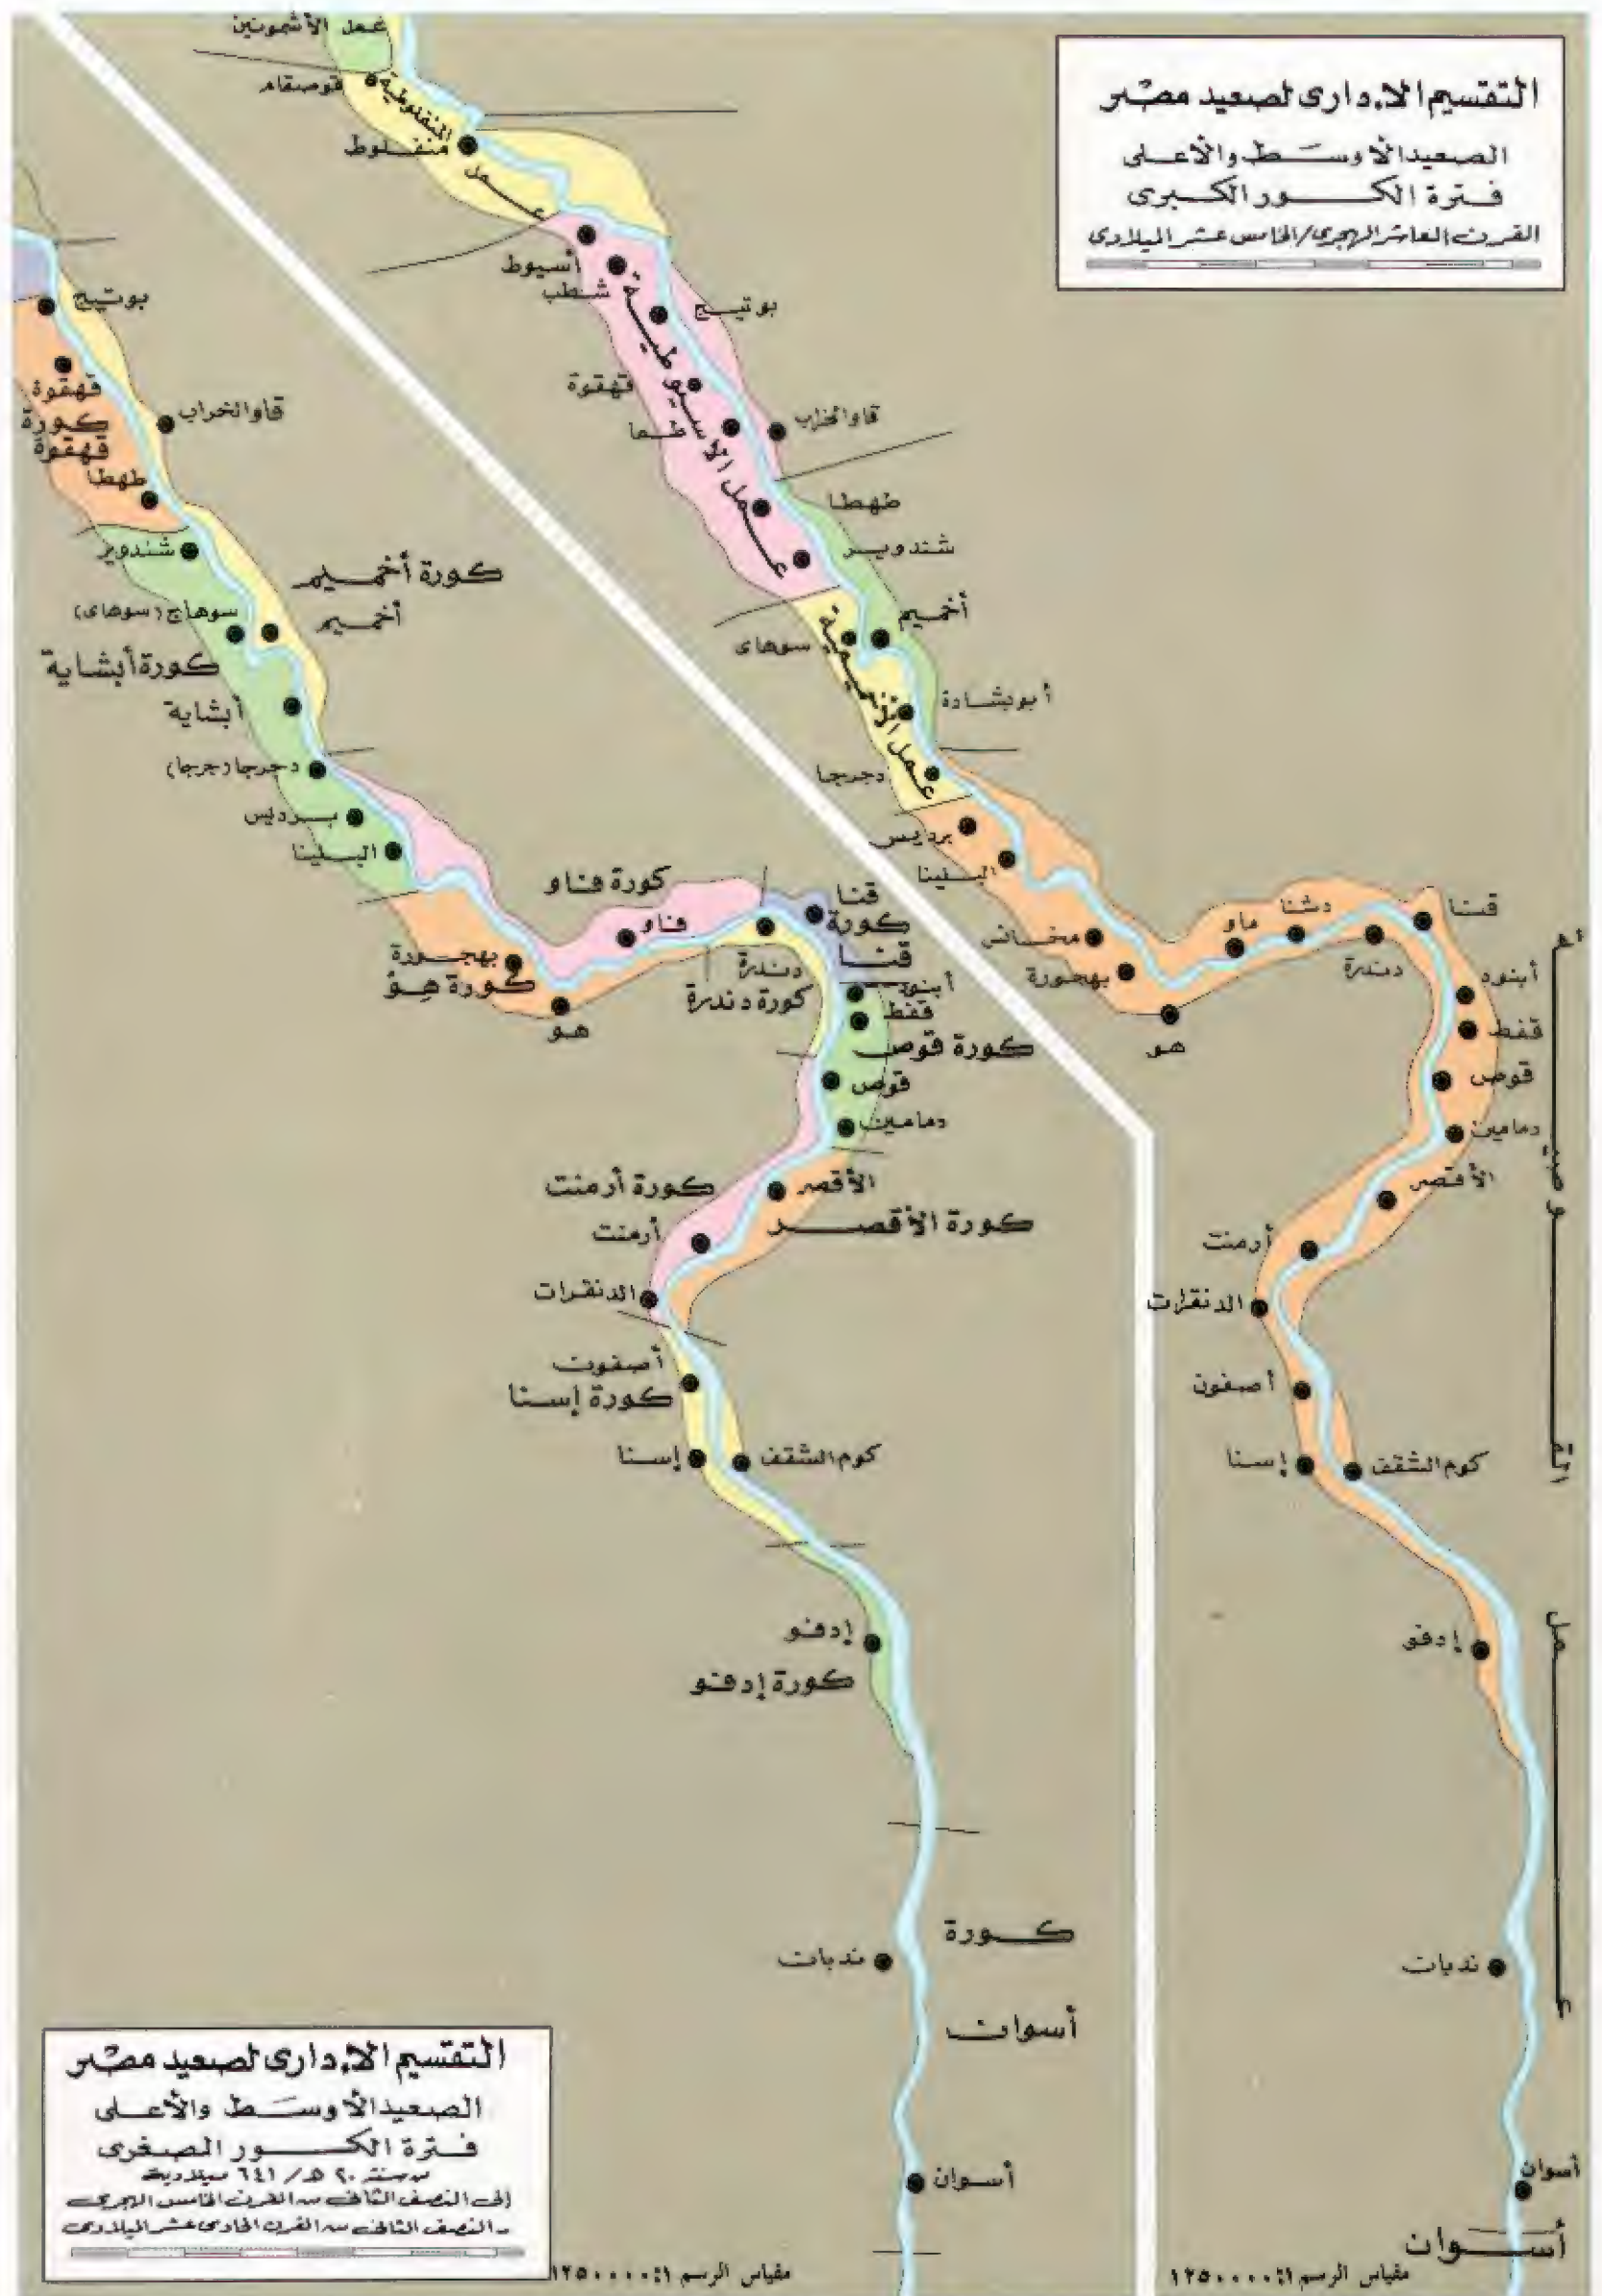 التقسيم الإدارى لصعيد مصر
الصعيد الأوسط والأعلى
فترة الكور الكبرى
القرن العاشر الهجرى/الخامس عشر الميلادى
عمل الأشمونين
قوصقام
المنفلوطية
منفلوط
عمل
أسيوط
شطب
بوتيج
عمل الاسيوطية
قهقوة
طما
قاو الخراب
طهطا
شندويد
أخميم
سوهاى
عمل الأخميمية
أبوبشادة
دجرجا
برديس
البلينا
قنا
دشنا
ماو
دندرة
بهجورة
هو
أبنود
قفط
قوص
دمامين
الأقصر
أرمنت
الدنقرات
أصفون
إسنا
كوم الشقف
إدفو
ندبات
أسوان
أسوان
مقياس الرسم ١:١٢٥٠٠٠٠
بوتيج
قهقوة
كورة
قهقوة
قاو الخراب
طهطا
شندويد
كورة أخميم
أخميم
سوهاج (سوهاى)
كورة أبشاية
أبشاية
دجرجا (جرجا)
برديس
البلينا
كورة فاو
فاو
قنا
كورة
قنا
بهجورة
كورة هو
هو
دندرة
كورة دندرة
أبنود
قفط
كورة قوص
قوص
دمامين
كورة أرمنت
الأقصر
أرمنت
كورة الأقصر
الدنقرات
أصفون
كورة إسنا
إسنا
كوم الشقف
إدفو
كورة إدفو
كورة
ندبات
أسوان
أسوان
التقسيم الإدارى لصعيد مصر
الصعيد الأوسط والأعلى
فترة الكور الصغرى
من سنة ٢٠ هـ/ ٦٤١ ميلادية
إلى النصف الثانى من القرن الخامس الهجرى
- النصف الثانى من القرن الحادى عشر الميلادى
مقياس الرسم ١:١٢٥٠٠٠٠